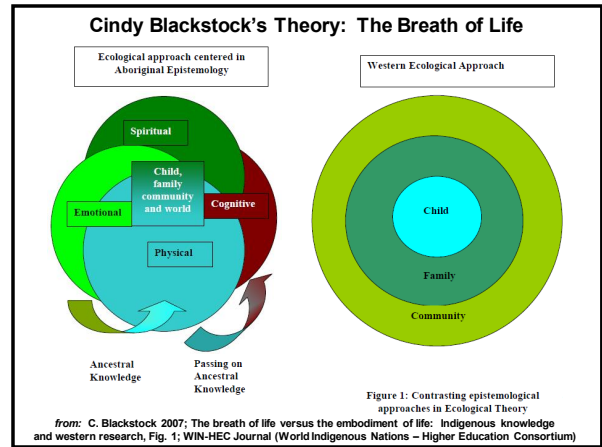 Cindy Blackstock's Theory:  The Breath of Life
Ecological approach centered in
Aboriginal Epistemology
Western Ecological Approach
Spiritual
Child,
family
community
and world
Emotional
Cognitive
Physical
Ancestral
Knowledge
Passing on
Ancestral
Knowledge
Child
Family
Community
Figure 1: Contrasting epistemological
approaches in Ecological Theory
from:  C. Blackstock 2007; The breath of life versus the embodiment of life:  Indigenous knowledge
and western research, Fig. 1; WIN-HEC Journal (World Indigenous Nations – Higher Education Consortium)